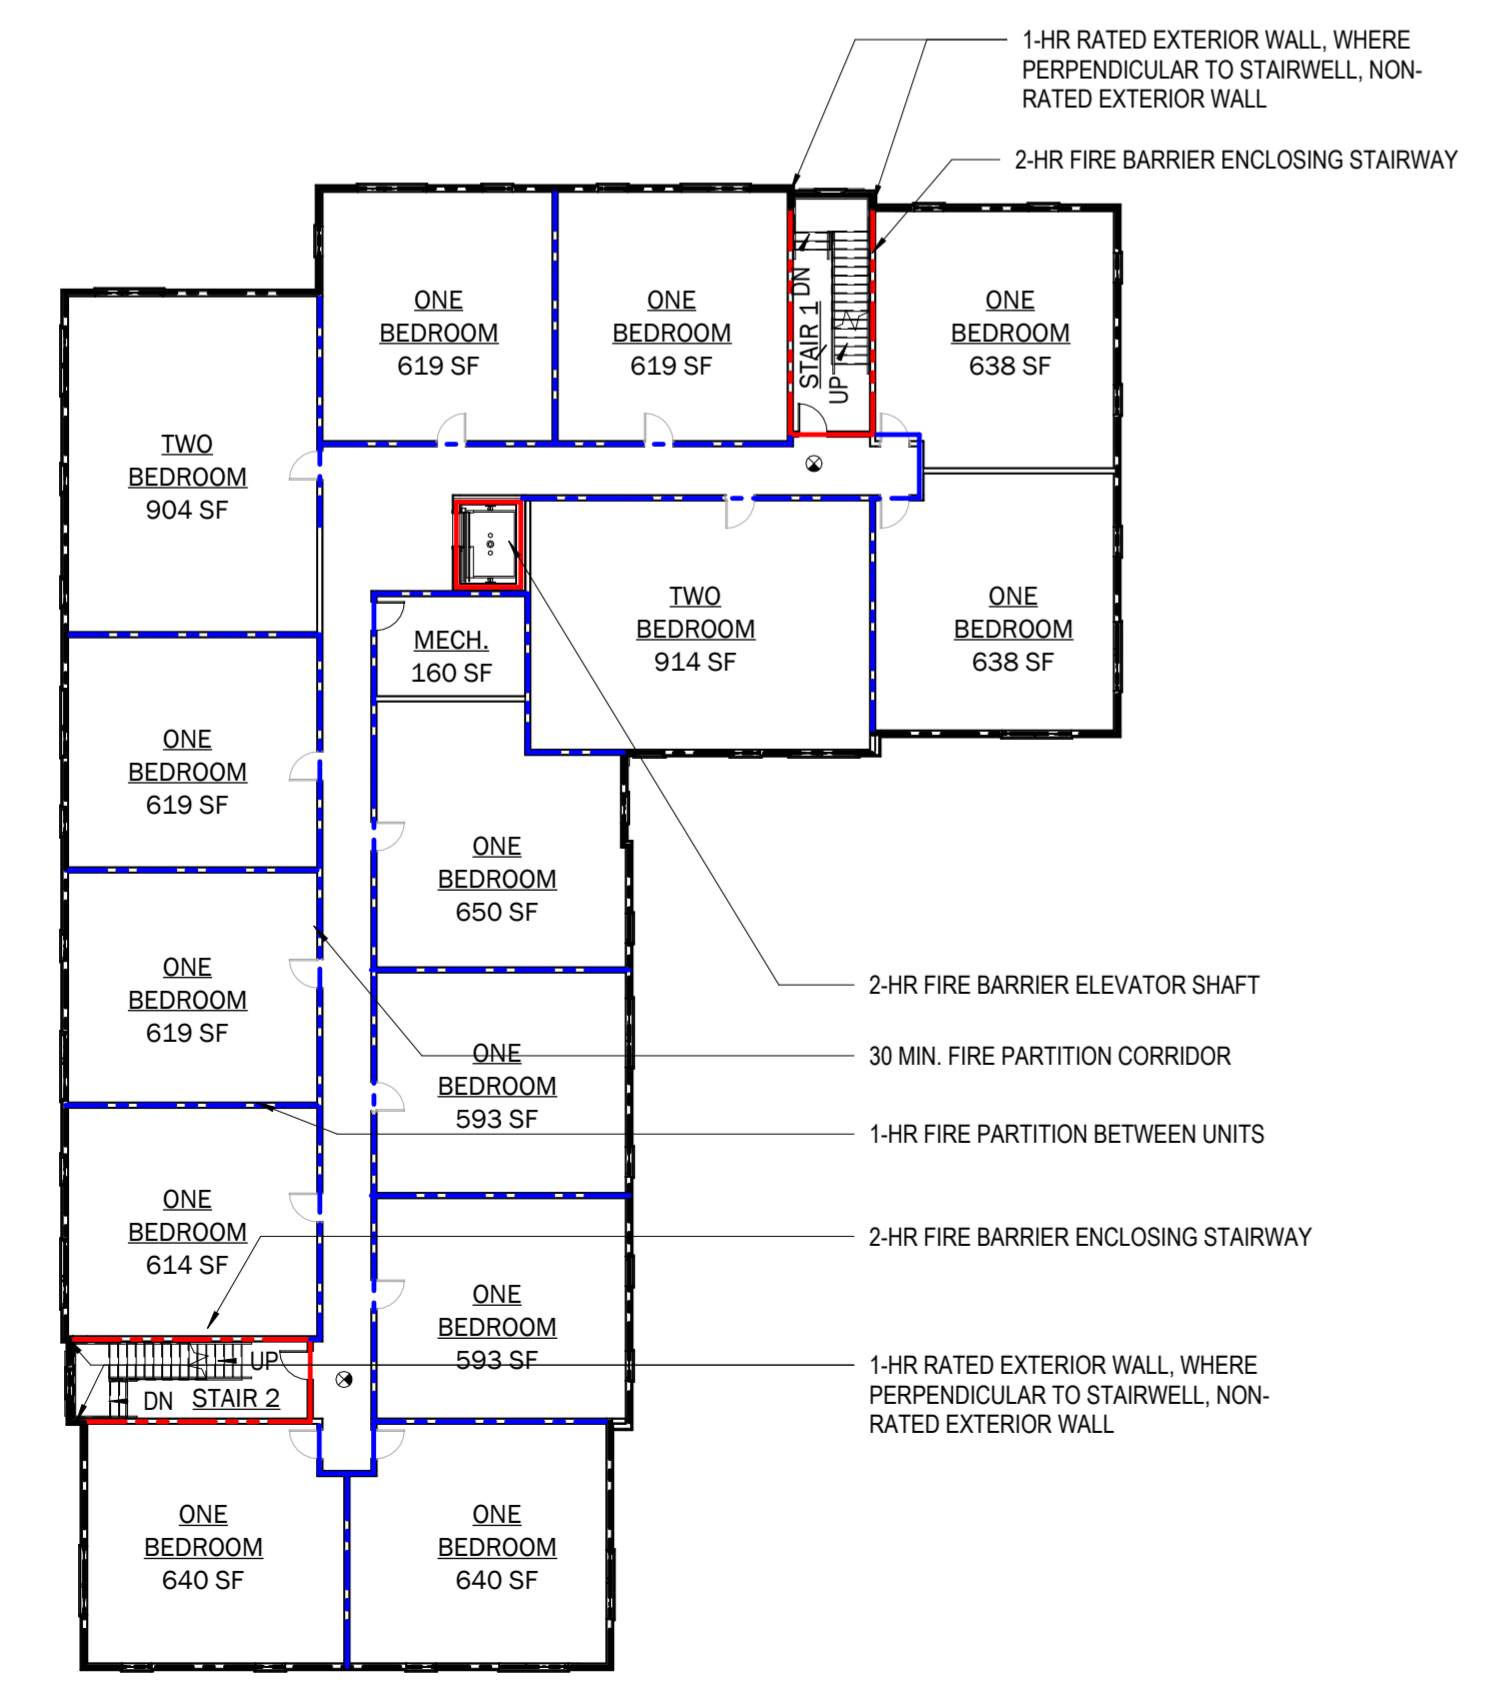 1-HR RATED EXTERIOR WALL, WHERE
PERPENDICULAR TO STAIRWELL, NON-
RATED EXTERIOR WALL
2-HR FIRE BARRIER ENCLOSING STAIRWAY
ONE
BEDROOM
619 SF
ONE
BEDROOM
619 SF
DN
STAIR 1
UP
ONE
BEDROOM
638 SF
TWO
BEDROOM
904 SF
TWO
BEDROOM
914 SF
ONE
BEDROOM
638 SF
MECH.
160 SF
ONE
BEDROOM
619 SF
ONE
BEDROOM
650 SF
ONE
BEDROOM
619 SF
2-HR FIRE BARRIER ELEVATOR SHAFT
30 MIN. FIRE PARTITION CORRIDOR
ONE
BEDROOM
593 SF
1-HR FIRE PARTITION BETWEEN UNITS
ONE
BEDROOM
614 SF
2-HR FIRE BARRIER ENCLOSING STAIRWAY
ONE
BEDROOM
593 SF
UP
DN
STAIR 2
1-HR RATED EXTERIOR WALL, WHERE
PERPENDICULAR TO STAIRWELL, NON-
RATED EXTERIOR WALL
ONE
BEDROOM
640 SF
ONE
BEDROOM
640 SF